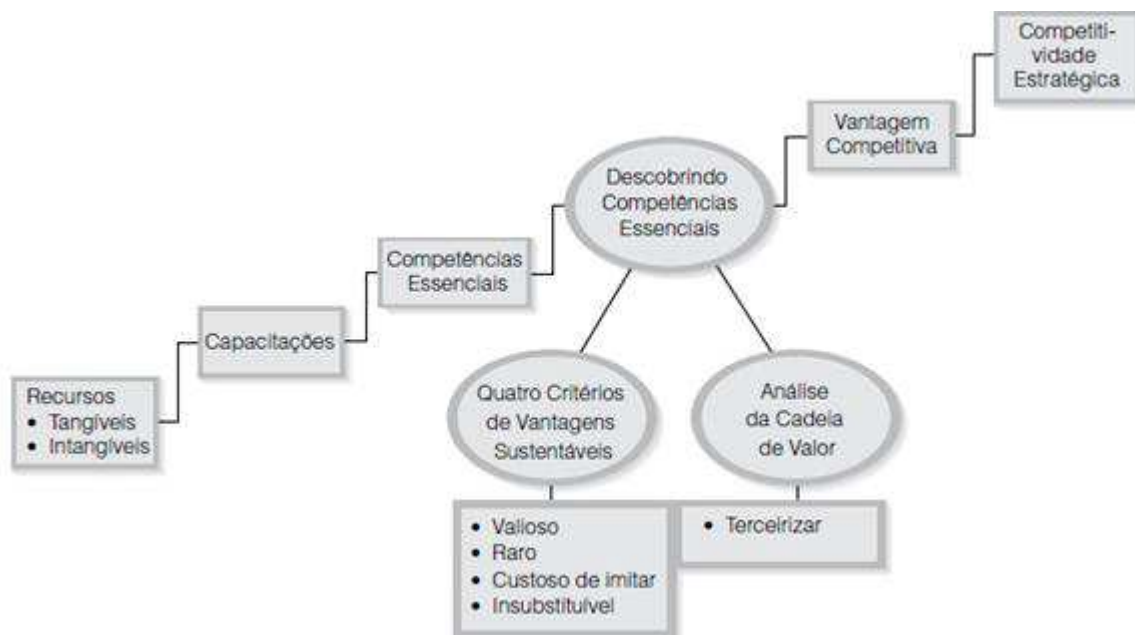 Recursos
• Tangíveis
• Intangíveis
Capacitações
Competências
Essenciais
Descobrindo
Competências
Essenciais
Quatro Critérios
de Vantagens
Sustentáveis
• Valioso
• Raro
• Custoso de imitar
• Insubstituível
Análise
da Cadeia
de Valor
• Terceirizar
Vantagem
Competitiva
Competiti-
vidade
Estratégica